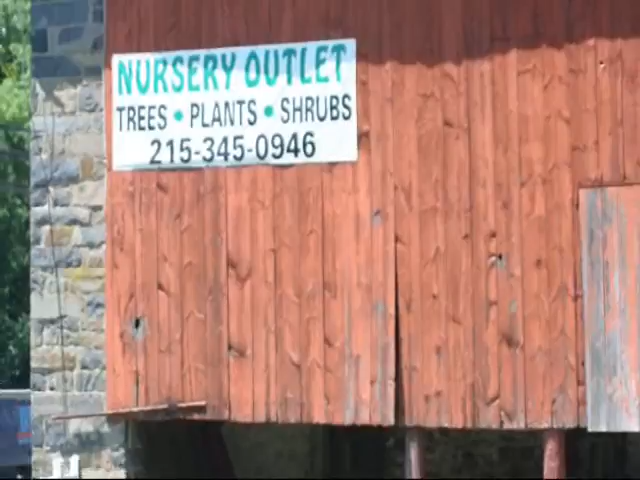 NURSERY OUTLET
TREES • PLANTS • SHRUBS
215-345-0946